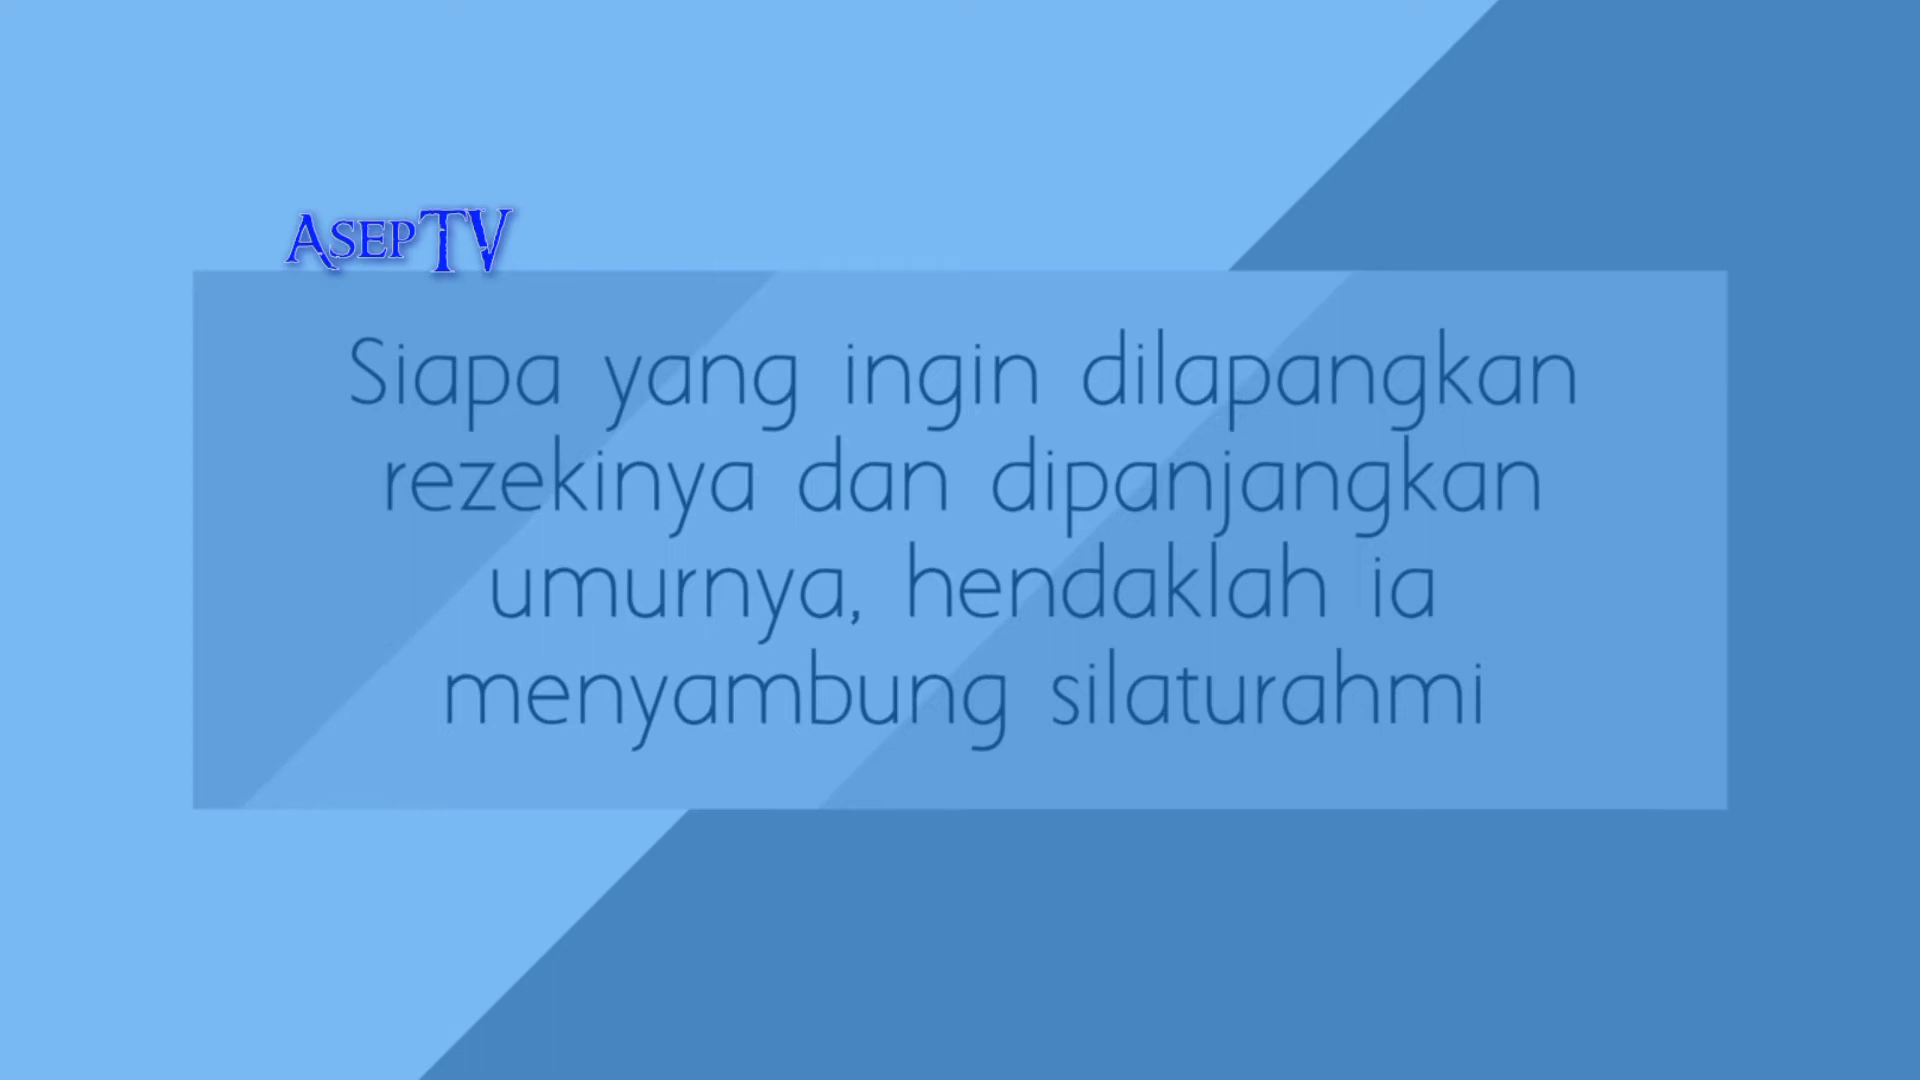 AsepTV
Siapa yang ingin dilapangkan
rezekinya dan dipanjangkan
umurnya, hendaklah ia
menyambung silaturahmi